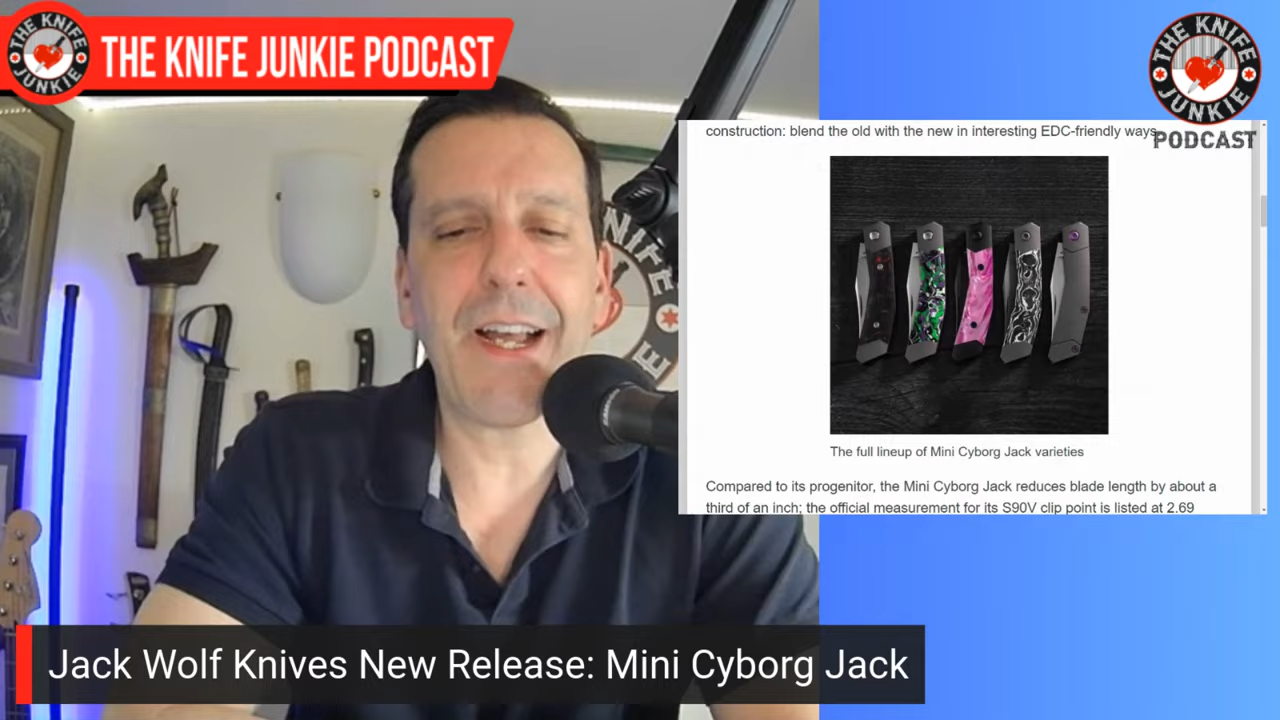 THE KNIFE
JUNKIE
THE KNIFE JUNKIE PODCAST
THE KNIFE
JUNKIE
PODCAST
construction: blend the old with the new in interesting EDC-friendly ways
The full lineup of Mini Cyborg Jack varieties
Compared to its progenitor, the Mini Cyborg Jack reduces blade length by about a
third of an inch; the official measurement for its S90V clip point is listed at 2.69
Jack Wolf Knives New Release: Mini Cyborg Jack